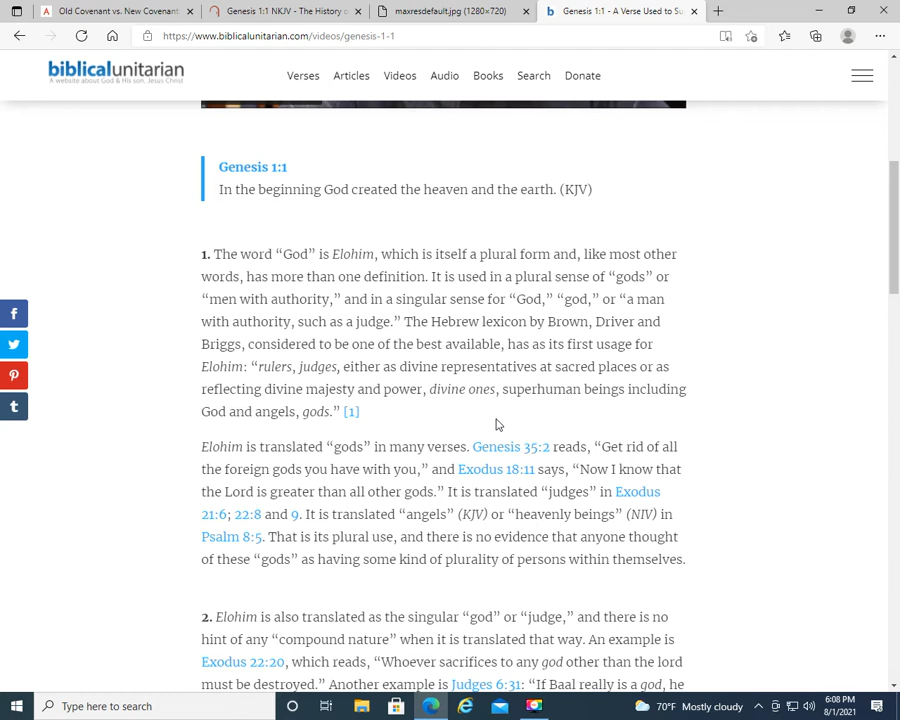 Old Covenant vs. New Covenant
Genesis 1:1 NKJV - The History o
maxresdefault.jpg (1280×720)
Genesis 1:1 - A Verse Used to Su
https://www.biblicalunitarian.com/videos/genesis-1-1
biblicalunitarian
A website about God & His son, Jesus Christ
Verses Articles Videos Audio Books Search Donate
Genesis 1:1
In the beginning God created the heaven and the earth. (KJV)
1. The word “God” is Elohim, which is itself a plural form and, like most other
words, has more than one definition. It is used in a plural sense of “gods” or
“men with authority,” and in a singular sense for “God,” “god,” or “a man
with authority, such as a judge.” The Hebrew lexicon by Brown, Driver and
Briggs, considered to be one of the best available, has as its first usage for
Elohim: “rulers, judges, either as divine representatives at sacred places or as
reflecting divine majesty and power, divine ones, superhuman beings including
God and angels, gods.” [1]
Elohim is translated “gods” in many verses. Genesis 35:2 reads, “Get rid of all
the foreign gods you have with you,” and Exodus 18:11 says, “Now I know that
the Lord is greater than all other gods.” It is translated “judges” in Exodus
21:6; 22:8 and 9. It is translated “angels” (KJV) or “heavenly beings” (NIV) in
Psalm 8:5. That is its plural use, and there is no evidence that anyone thought
of these “gods” as having some kind of plurality of persons within themselves.
2. Elohim is also translated as the singular “god” or “judge,” and there is no
hint of any “compound nature” when it is translated that way. An example is
Exodus 22:20, which reads, “Whoever sacrifices to any god other than the lord
must be destroyed.” Another example is Judges 6:31: “If Baal really is a god, he
Type here to search
70°F Mostly cloudy
6:08 PM
8/1/2021